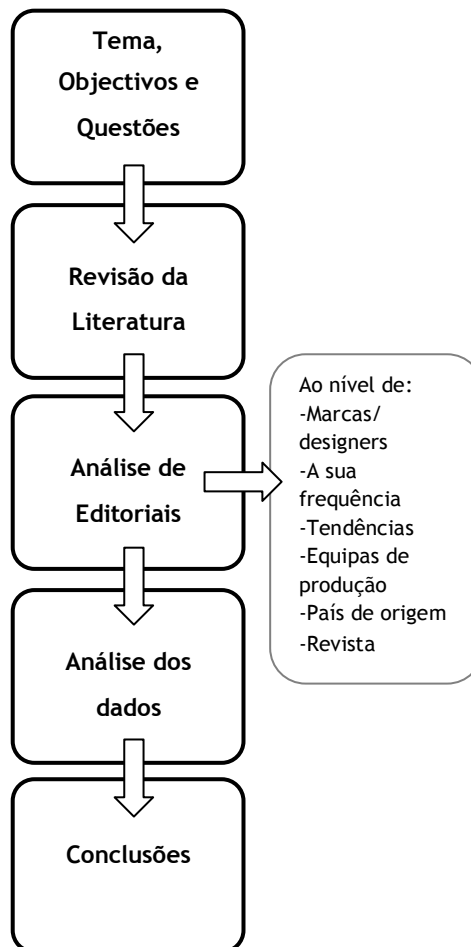 Tema,
Objectivos e
Questões
Revisão da
Literatura
Análise de
Editoriais
Ao nível de:
-Marcas/
designers
-A sua
frequência
-Tendências
-Equipas de
produção
-País de origem
-Revista
Análise dos
dados
Conclusões